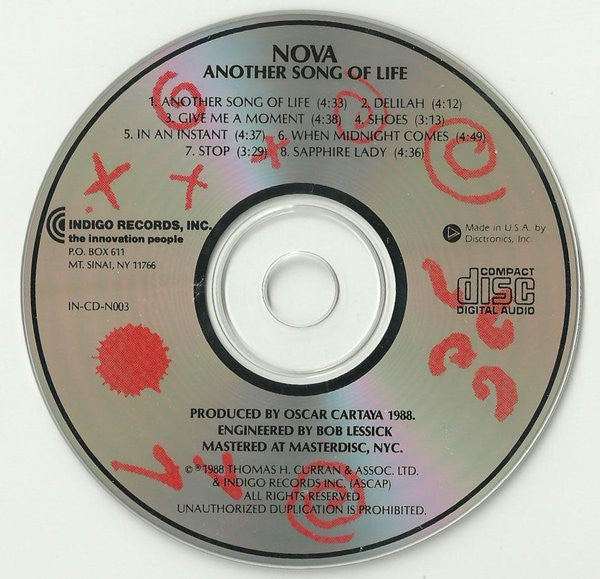 NOVA
ANOTHER SONG OF LIFE
1. ANOTHER SONG OF LIFE (4:33) 2. DELILAH (4:12)
3. GIVE ME A MOMENT (4:38) 4. SHOES (3:13)
5. IN AN INSTANT (4:37) 6. WHEN MIDNIGHT COMES (4:49)
7. STOP (3:29) 8. SAPPHIRE LADY (4:36)
INDIGO RECORDS, INC.
the innovation people
P.O. BOX 611
MT. SINAI, NY 11766
IN-CD-N003
Made in U.S.A. by
Disctronics, Inc.
COMPACT
disc
DIGITAL AUDIO
PRODUCED BY OSCAR CARTAYA 1988.
ENGINEERED BY BOB LESSICK
MASTERED AT MASTERDISC, NYC.
©℗1988 THOMAS H. CURRAN & ASSOC. LTD.
& INDIGO RECORDS INC. (ASCAP)
ALL RIGHTS RESERVED
UNAUTHORIZED DUPLICATION IS PROHIBITED.